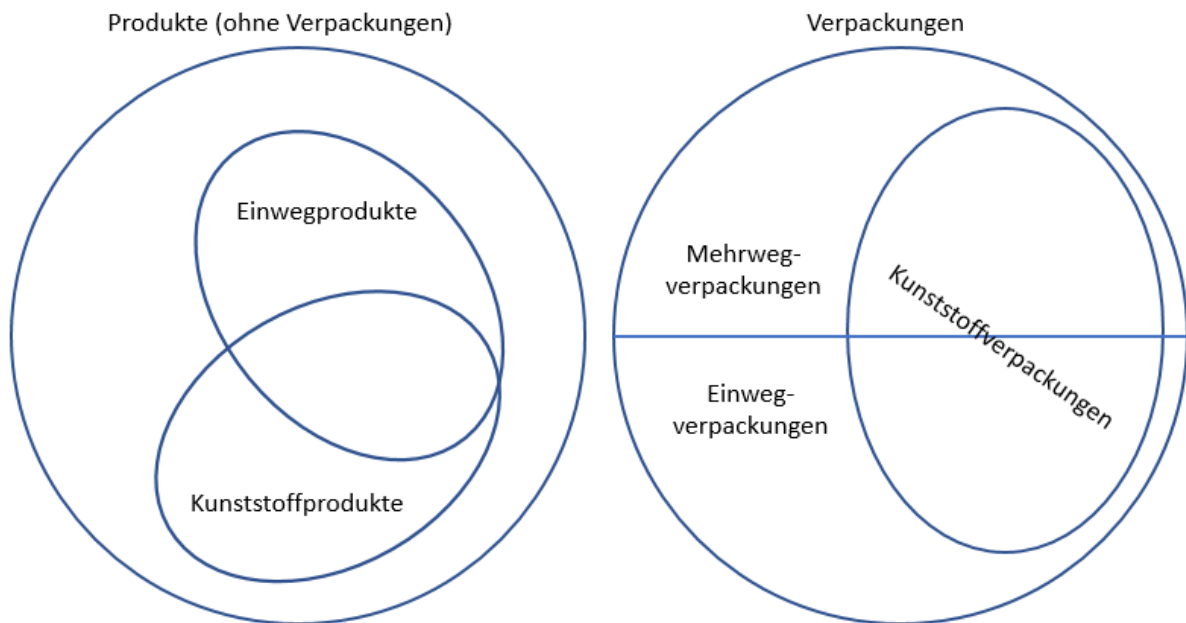 Produkte (ohne Verpackungen)
Verpackungen
Einwegprodukte
Kunststoffprodukte
Mehrweg-
verpackungen
Einweg-
verpackungen
Kunststoffverpackungen